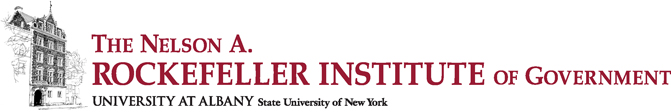 THE NELSON A.
ROCKEFELLER INSTITUTE OF GOVERNMENT
UNIVERSITY AT ALBANY State University of New York